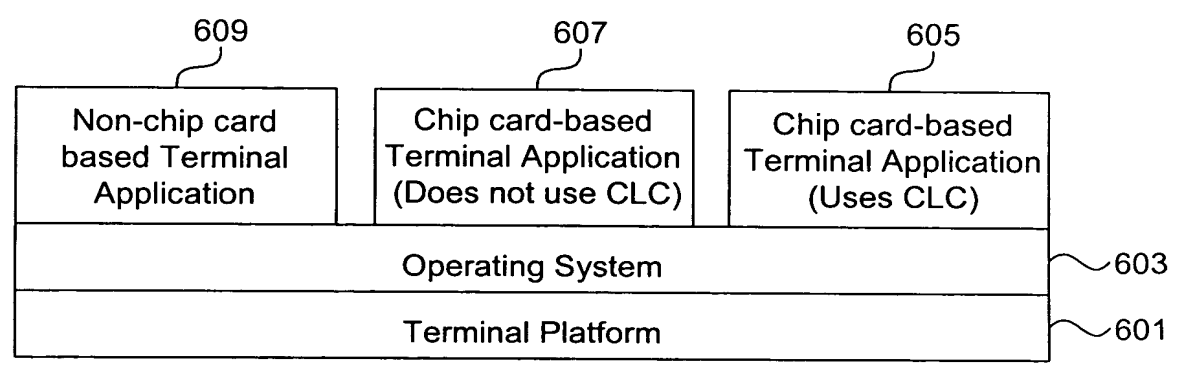 609
607
605
Non-chip card
based Terminal
Application
Chip card-based
Terminal Application
(Does not use CLC)
Chip card-based
Terminal Application
(Uses CLC)
Operating System
603
Terminal Platform
601